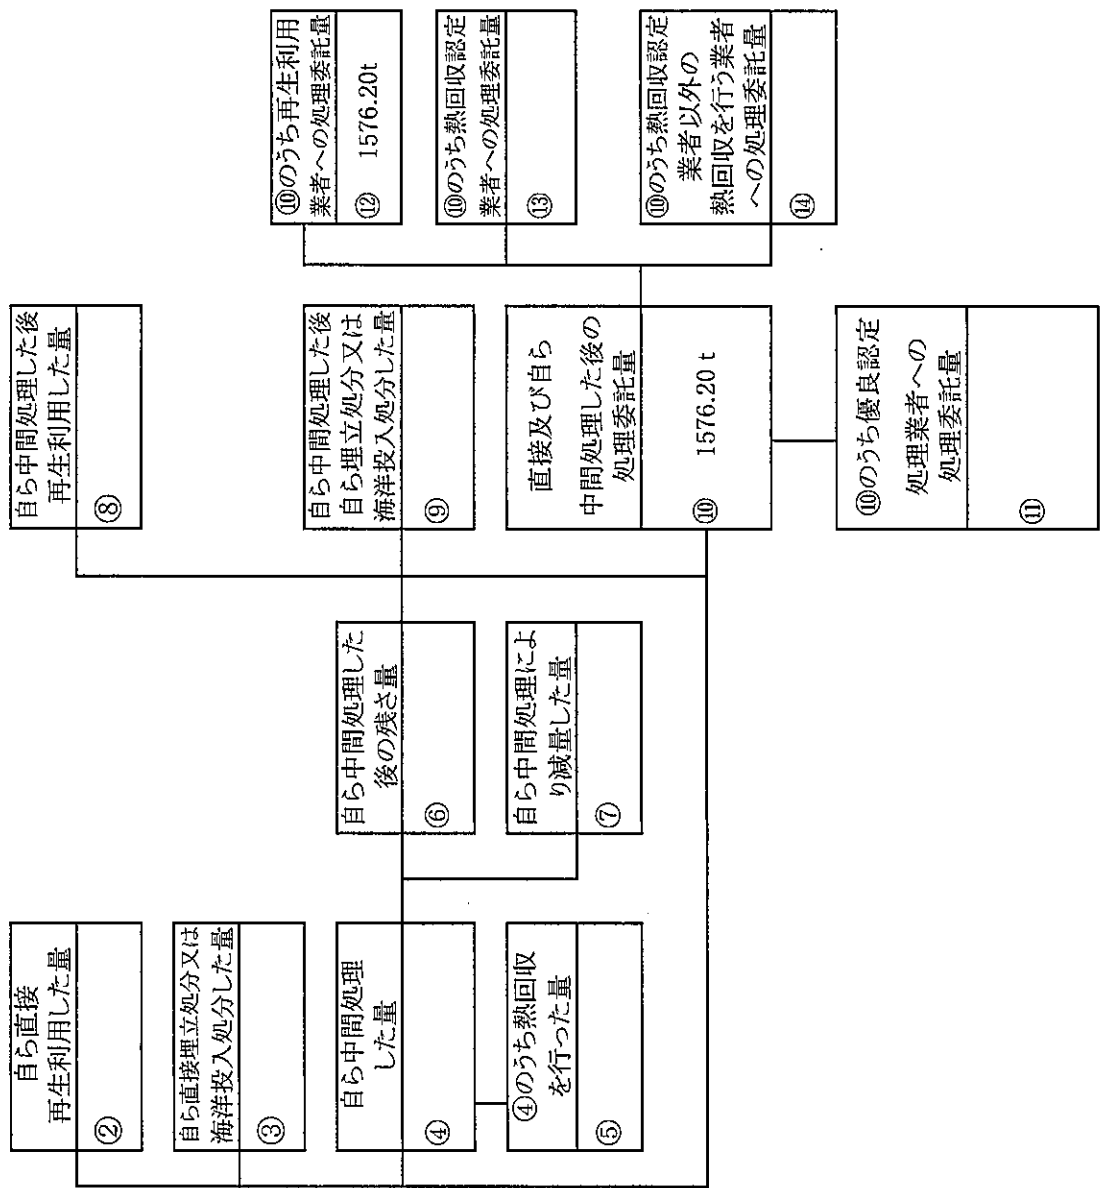 自ら直接
再生利用した量
②
自ら直接埋立処分又は
海洋投入処分した量
③
自ら中間処理
した量
④
④のうち熱回収
を行った量
⑤
自ら中間処理した
後の残さ量
⑥
自ら中間処理によ
り減量した量
⑦
自ら中間処理した後
再生利用した量
⑧
自ら中間処理した後
自ら埋立処分又は
海洋投入処分した量
⑨
直接及び自ら
中間処理した後の
処理委託量
⑩ 1576.20 t
⑩のうち優良認定
処理業者への
処理委託量
⑪
⑩のうち再生利用
業者への処理委託量
⑫ 1576.20t
⑩のうち熱回収認定
業者への処理委託量
⑬
⑩のうち熱回収認定
業者以外の
熱回収を行う業者
への処理委託量
⑭